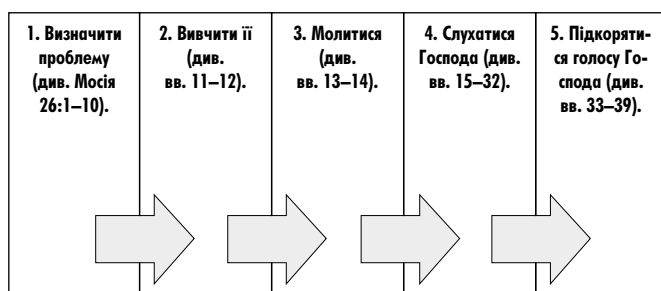 1. Визначити
проблему
(див. Мосія
26:1–10).
2. Вивчити її
(див.
вв. 11–12).
3. Молитися
(див.
вв. 13–14).
4. Слухатися
Господа (див.
вв. 15–32).
5. Підкоряти-
ся голосу Го-
спода (див.
вв. 33–39).